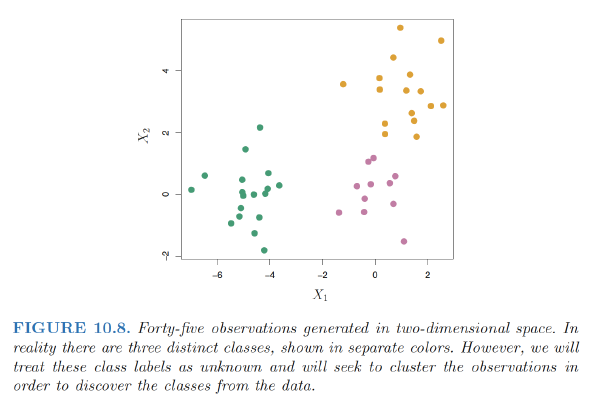 4
2
0
−2
X2
−6
−4
−2
0
2
X1
FIGURE 10.8. Forty-five observations generated in two-dimensional space. In
reality there are three distinct classes, shown in separate colors. However, we will
treat these class labels as unknown and will seek to cluster the observations in
order to discover the classes from the data.